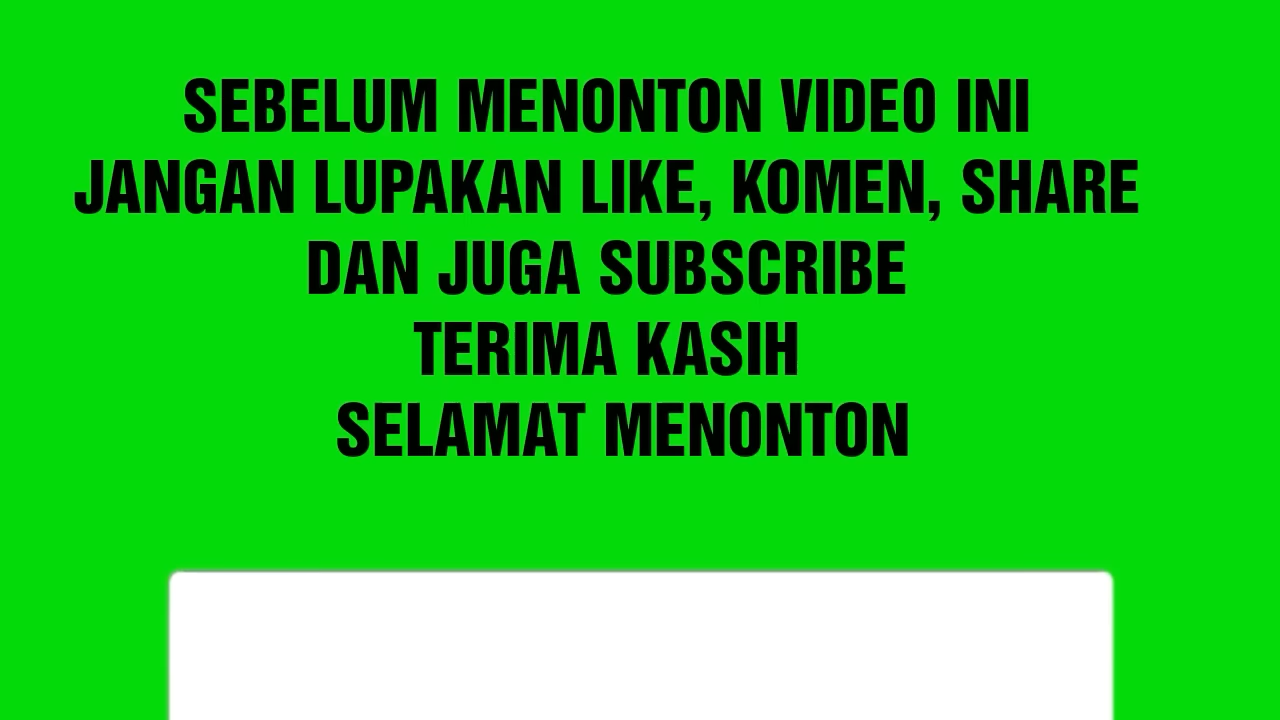 SEBELUM MENONTON VIDEO INI
JANGAN LUPAKAN LIKE, KOMEN, SHARE
DAN JUGA SUBSCRIBE
TERIMA KASIH
SELAMAT MENONTON